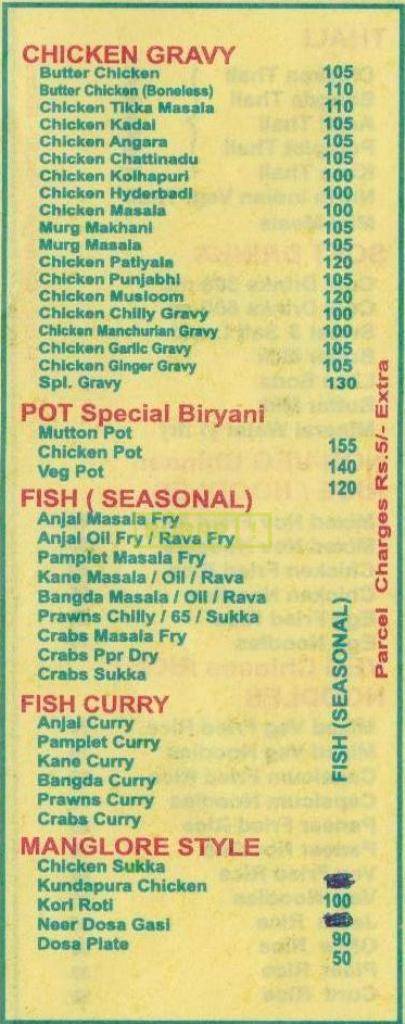 CHICKEN GRAVY
Butter Chicken 105
Butter Chicken (Boneless) 110
Chicken Tikka Masala 110
Chicken Kadai 105
Chicken Angara 105
Chicken Chattinadu 105
Chicken Kolhapuri 100
Chicken Hyderbadi 100
Chicken Masala 100
Murg Makhani 105
Murg Masala 105
Chicken Patiyala 120
Chicken Punjabhi 105
Chicken Musloom 120
Chicken Chilly Gravy 100
Chicken Manchurian Gravy 100
Chicken Garlic Gravy 105
Chicken Ginger Gravy 105
Spl. Gravy 130
POT Special Biryani
Mutton Pot 155
Chicken Pot 140
Veg Pot 120
FISH ( SEASONAL)
Anjal Masala Fry
Anjal Oil Fry / Rava Fry
Pamplet Masala Fry
Kane Masala / Oil / Rava
Bangda Masala / Oil / Rava
Prawns Chilly / 65 / Sukka
Crabs Masala Fry
Crabs Ppr Dry
Crabs Sukka
FISH CURRY
Anjal Curry
Pamplet Curry
Kane Curry
Bangda Curry
Prawns Curry
Crabs Curry
FISH (SEASONAL)
MANGLORE STYLE
Chicken Sukka
Kundapura Chicken 100
Kori Roti
Neer Dosa Gasi 90
Dosa Plate 50
Parcel Charges Rs.5/- Extra